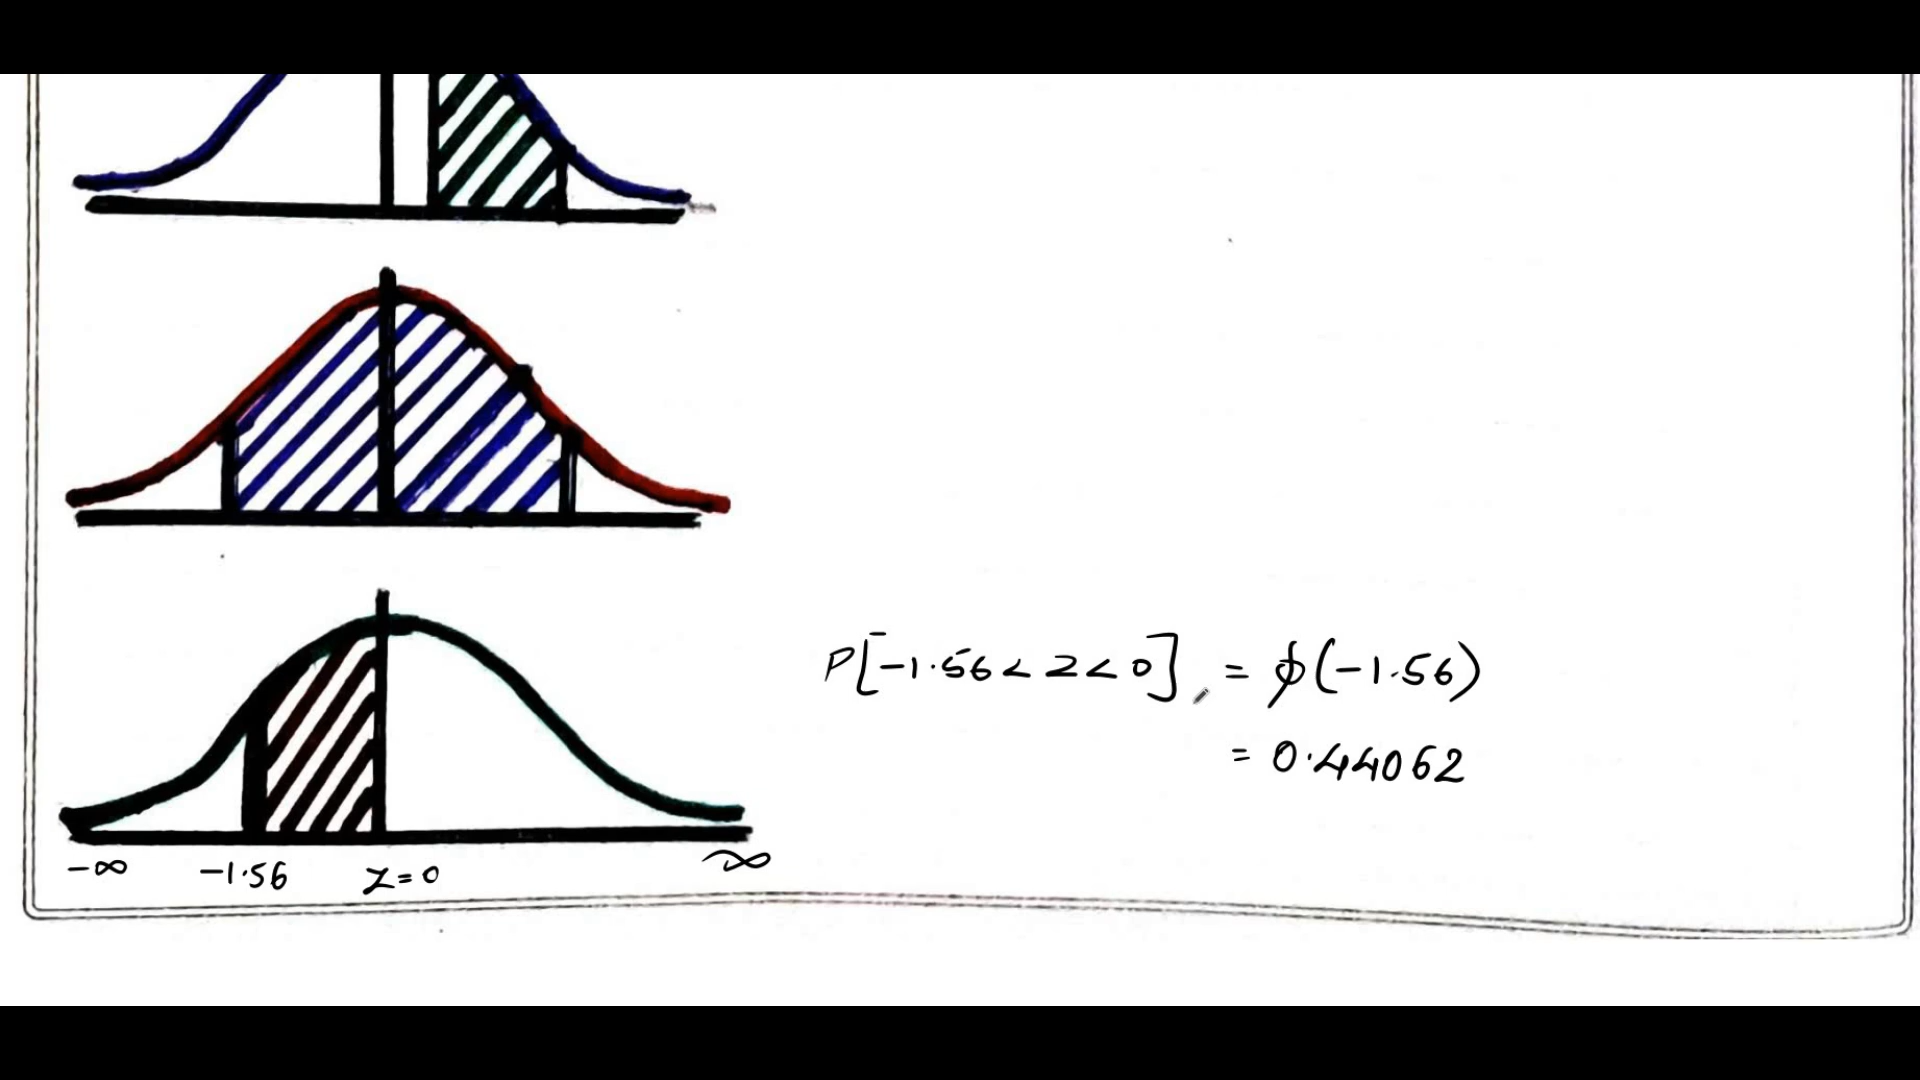 P[-1.56 < Z < 0] = ϕ(-1.56)
= 0.44062
-∞ -1.56 Z=0 ∞